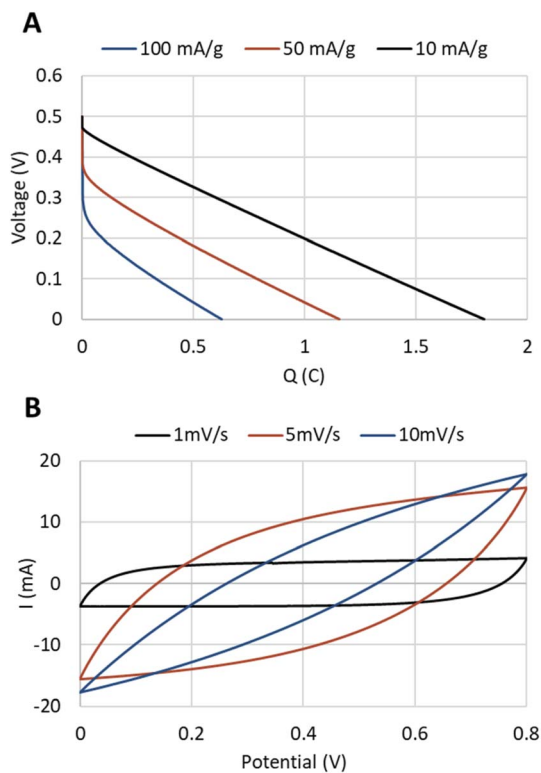 A
100 mA/g 50 mA/g 10 mA/g
0.6
0.5
0.4
0.3
0.2
0.1
0
Voltage (V)
0 0.5 1 1.5 2
Q (C)
B
1mV/s 5mV/s 10mV/s
20
10
0
-10
-20
I (mA)
0 0.2 0.4 0.6 0.8
Potential (V)